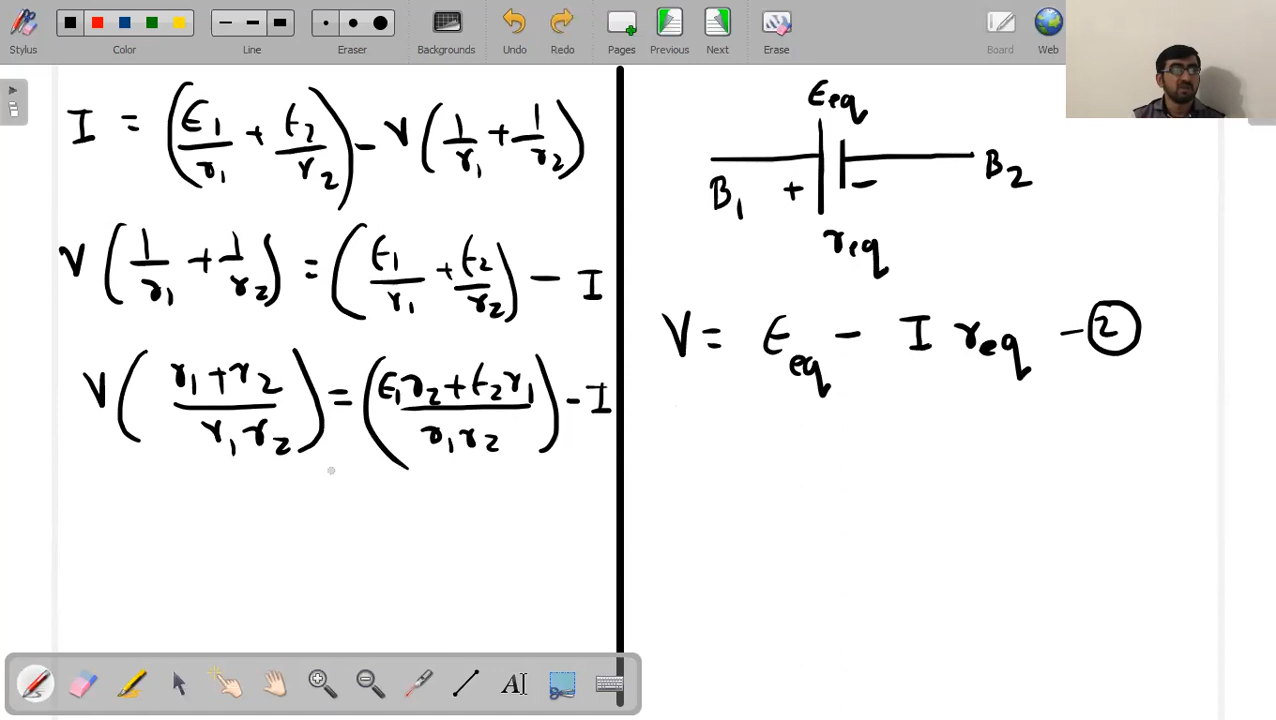 Stylus Color Line Eraser Backgrounds Undo Redo Pages Previous Next Erase Board Web
I = (ε1/r1 + ε2/r2) - V(1/r1 + 1/r2)
V(1/r1 + 1/r2) = (ε1/r1 + ε2/r2) - I
V(r1+r2/r1r2) = (ε1r2+ε2r1/r1r2) - I
εeq
B1 + - B2
req
V = εeq - I req - 2
A